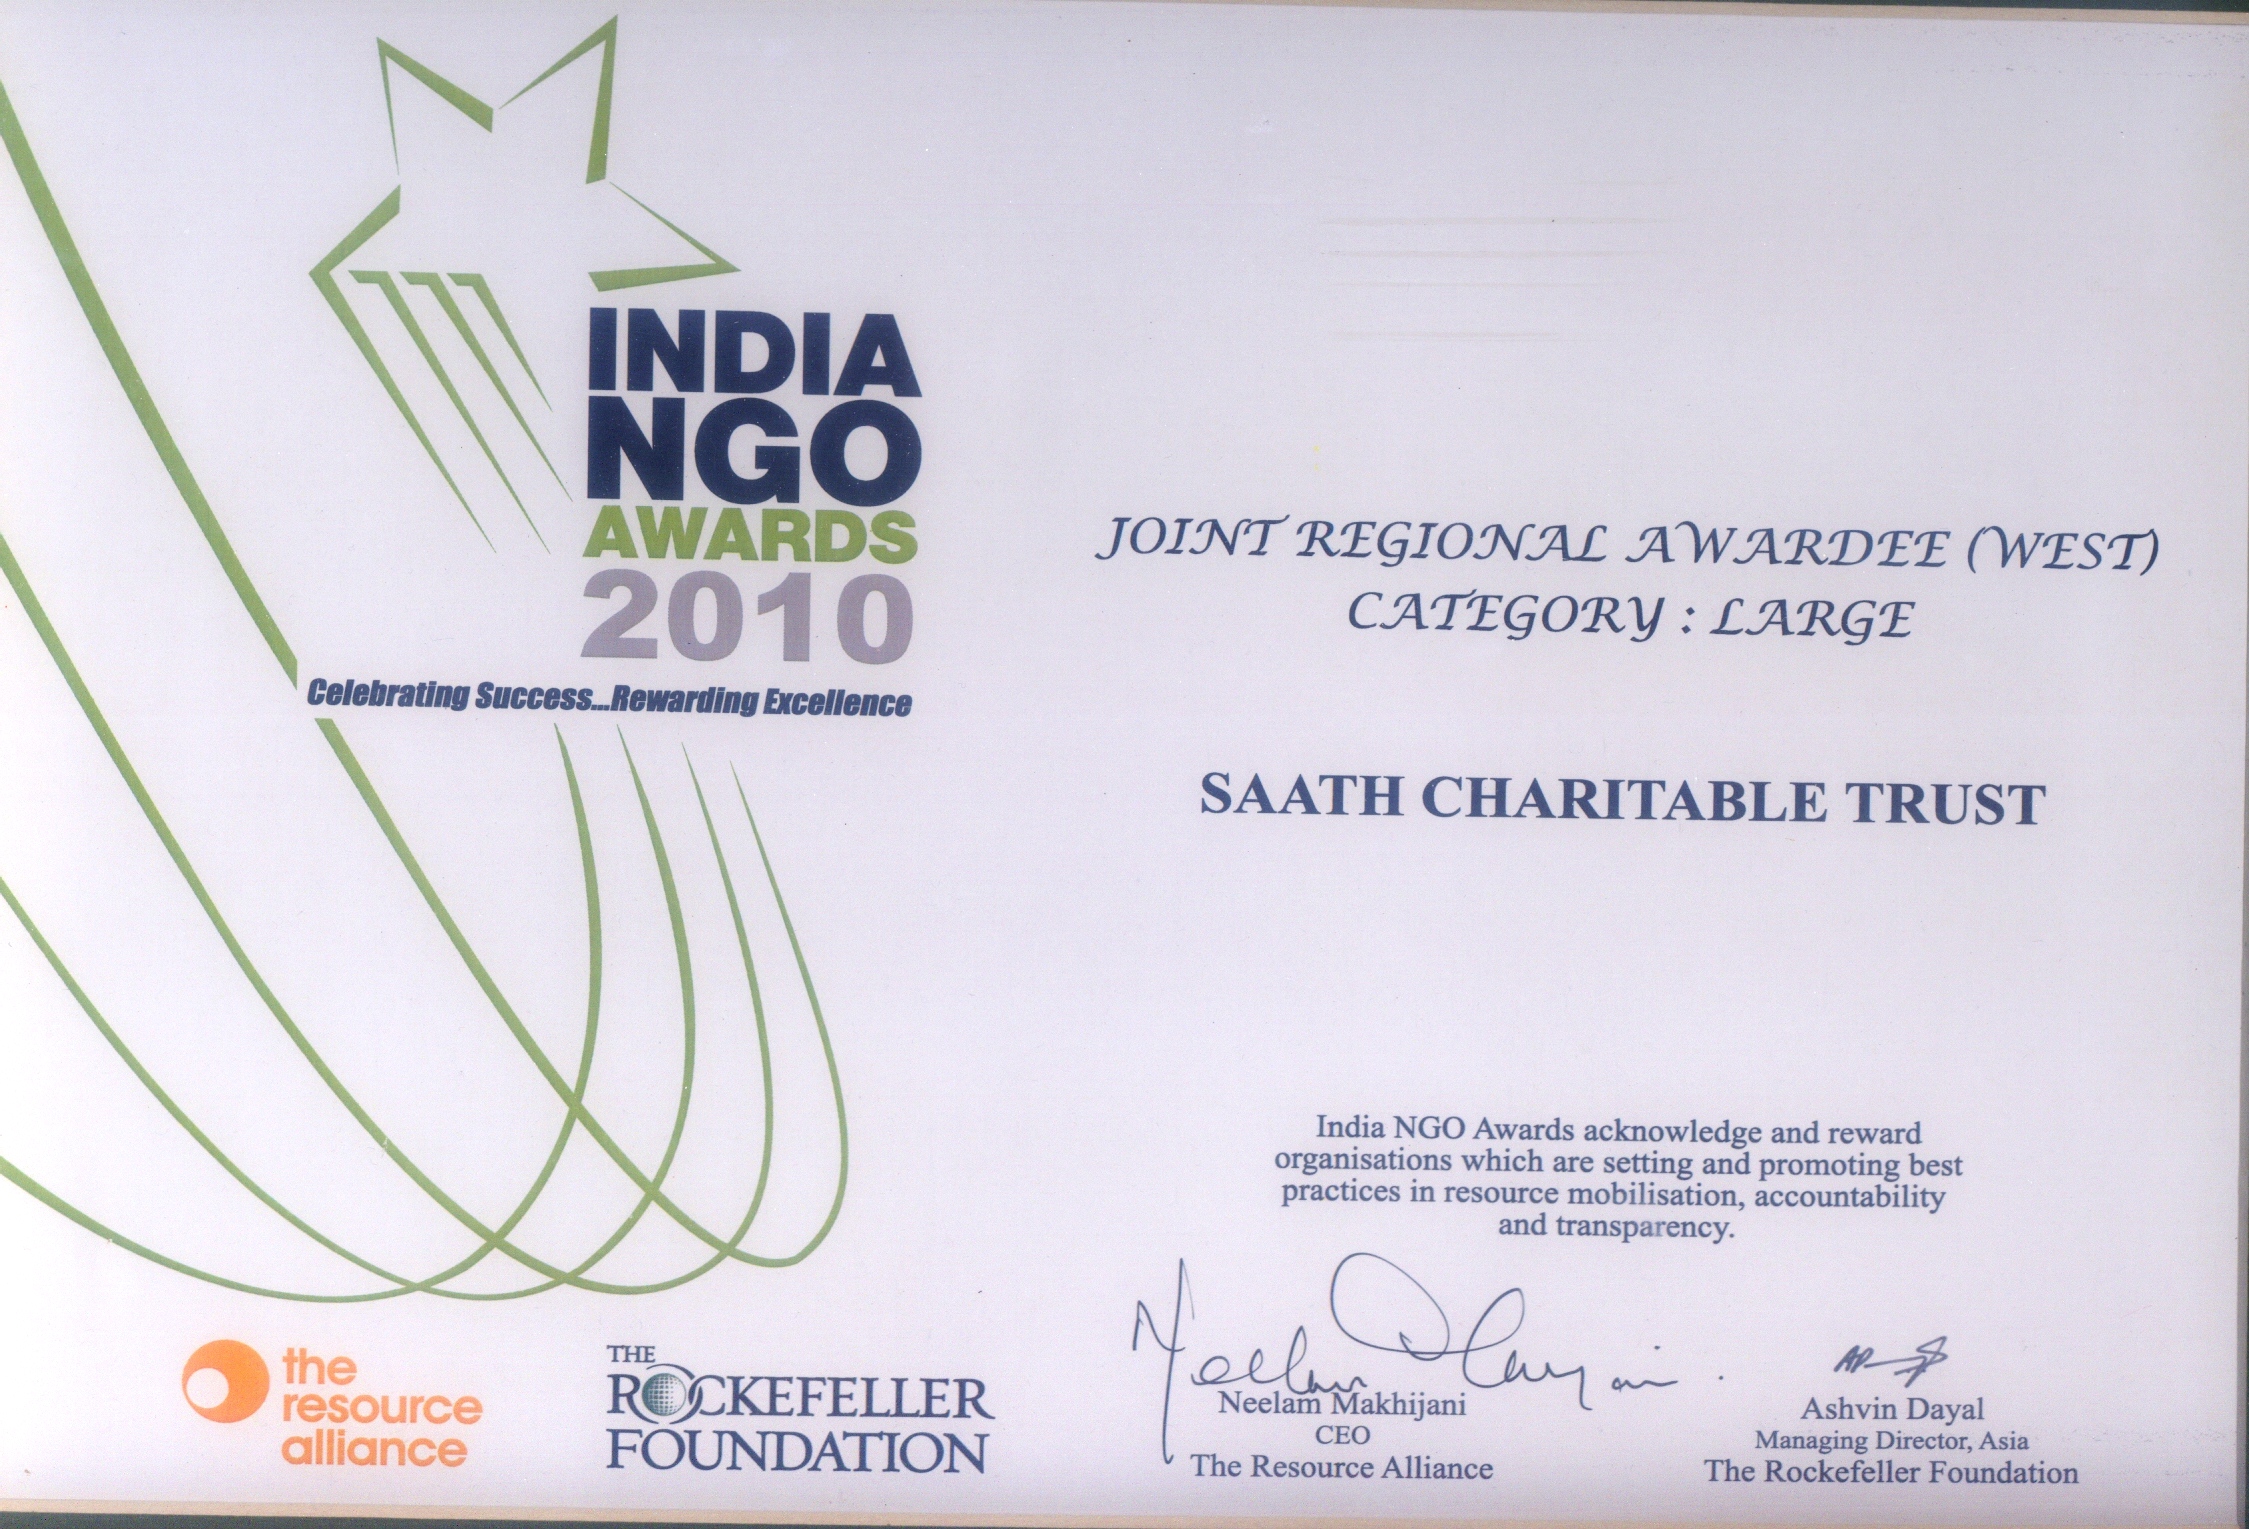 INDIA
NGO
AWARDS
2010
Celebrating Success...Rewarding Excellence
JOINT REGIONAL AWARDEE (WEST)
CATEGORY : LARGE
SAATH CHARITABLE TRUST
India NGO Awards acknowledge and reward
organisations which are setting and promoting best
practices in resource mobilisation, accountability
and transparency.
Neelam Makhijani
CEO
The Resource Alliance
Ashvin Dayal
Managing Director, Asia
The Rockefeller Foundation
the
resource
alliance
THE
ROCKEFELLER
FOUNDATION